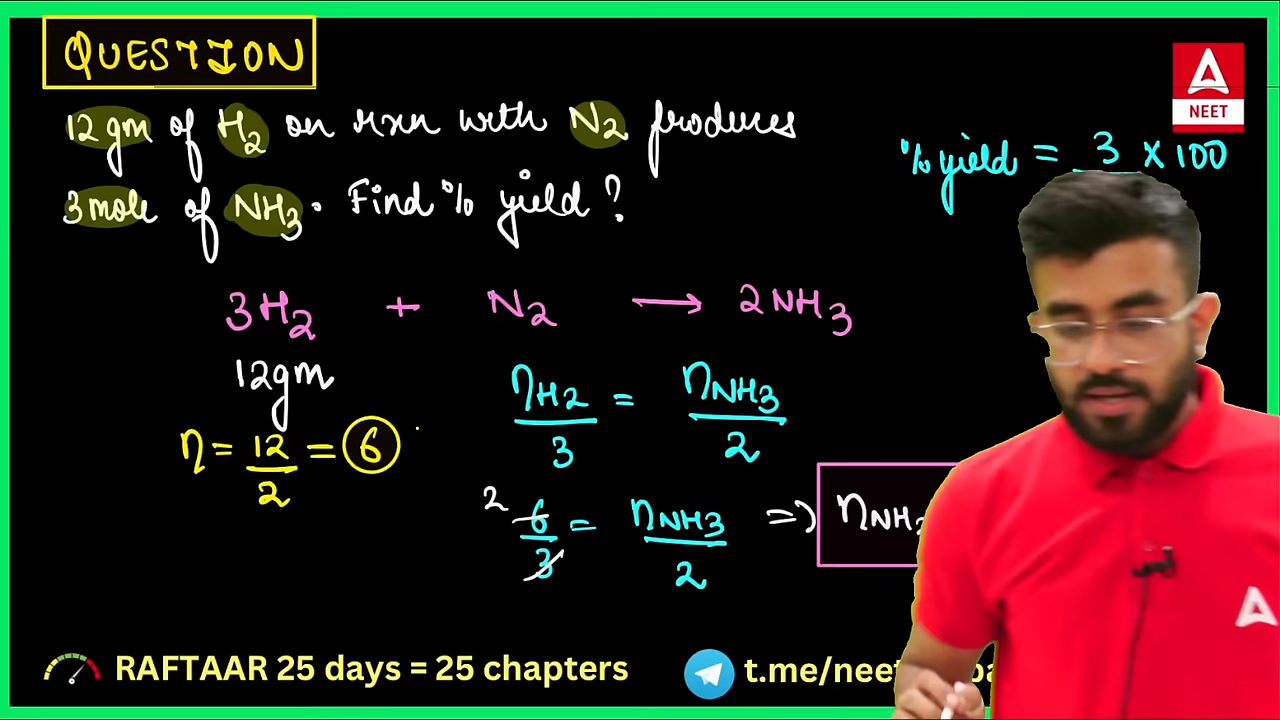 QUESTION
12 gm of H2 on rxn with N2 produces
3 mole of NH3. Find % yield?
A
NEET
% yield = 3 × 100
3H2 + N2 → 2NH3
12gm
n = 12/2 = 6
nH2/3 = nNH3/2
2
6/3 = nNH3/2 => nNH3
RAFTAAR 25 days = 25 chapters
t.me/nee
A